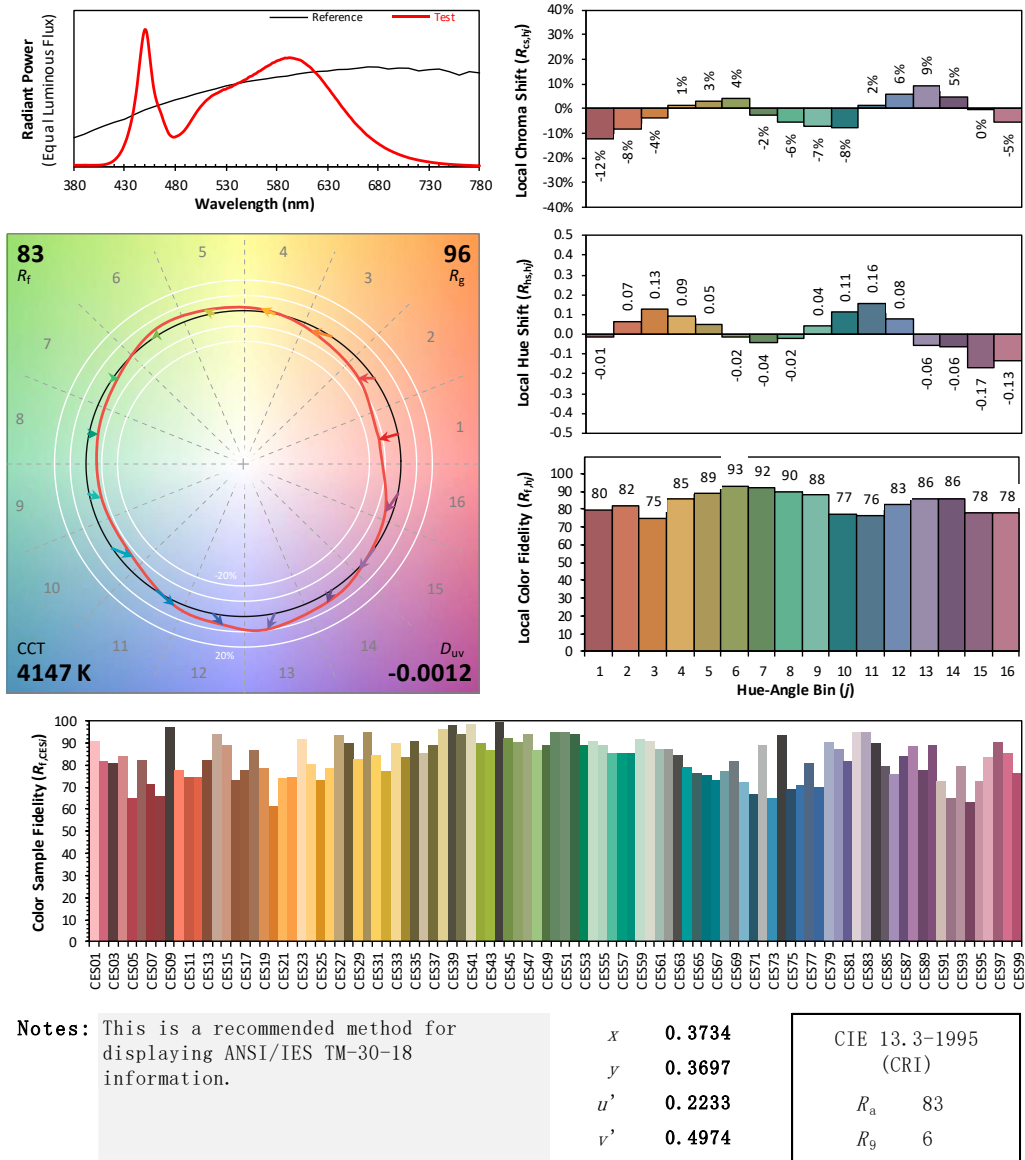 Reference
Test
Radiant Power
(Equal Luminous Flux)
380 430 480 530 580 630 680 730 780
Wavelength (nm)
Local Chroma Shift (Rcs,hj)
40%
30%
20%
10%
0%
-10%
-20%
-30%
-40%
-12% -8% -4% 1% 3% 4% -2% -6% -7% -8% 2% 6% 9% 5% 0% -5%
83
Rf
96
Rg
1 2 3 4 5 6 7 8 9 10 11 12 13 14 15 16
-20%
20%
CCT
4147 K
Duv
-0.0012
Local Hue Shift (Rhs,hj)
0.5
0.4
0.3
0.2
0.1
0.0
-0.1
-0.2
-0.3
-0.4
-0.5
-0.01 0.07 0.13 0.09 0.05 -0.02 -0.04 -0.02 0.04 0.11 0.16 0.08 -0.06 -0.06 -0.17 -0.13
Local Color Fidelity (Rf,hj)
100
90
80
70
60
50
40
30
20
10
0
80 82 75 85 89 93 92 90 88 77 76 83 86 86 78 78
1 2 3 4 5 6 7 8 9 10 11 12 13 14 15 16
Hue-Angle Bin (j)
Color Sample Fidelity (Rf,CESi)
100
90
80
70
60
50
40
30
20
10
0
CES01 CES03 CES05 CES07 CES09 CES11 CES13 CES15 CES17 CES19 CES21 CES23 CES25 CES27 CES29 CES31 CES33 CES35 CES37 CES39 CES41 CES43 CES45 CES47 CES49 CES51 CES53 CES55 CES57 CES59 CES61 CES63 CES65 CES67 CES69 CES71 CES73 CES75 CES77 CES79 CES81 CES83 CES85 CES87 CES89 CES91 CES93 CES95 CES97 CES99
Notes: This is a recommended method for
displaying ANSI/IES TM-30-18
information.
x 0.3734
y 0.3697
u' 0.2233
v' 0.4974
CIE 13.3-1995
(CRI)
Ra 83
R9 6